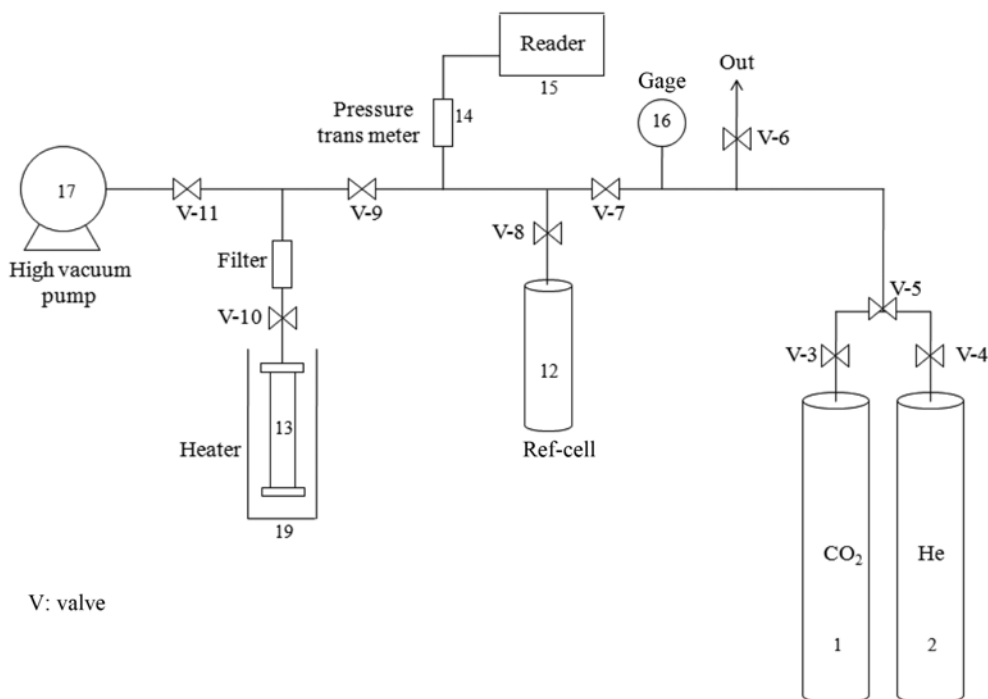 Reader
15
Out
Gage
Pressure
trans meter
14
16
V-6
17
V-11
V-9
V-7
V-8
High vacuum
pump
Filter
V-10
V-5
V-3
V-4
12
13
Heater
Ref-cell
19
CO₂
He
V: valve
1
2